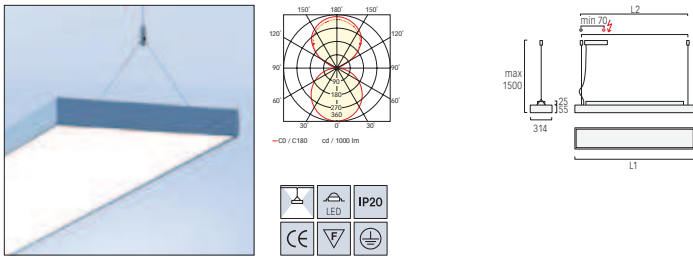 150° 180° 150°
120° 120°
90° 90°
90
180
60° 60°
270
360
30° 0° 30°
C0 / C180 cd / 1000 lm
LED
IP20
CE
F
L2
min 70
max
1500
25
55
314
L1